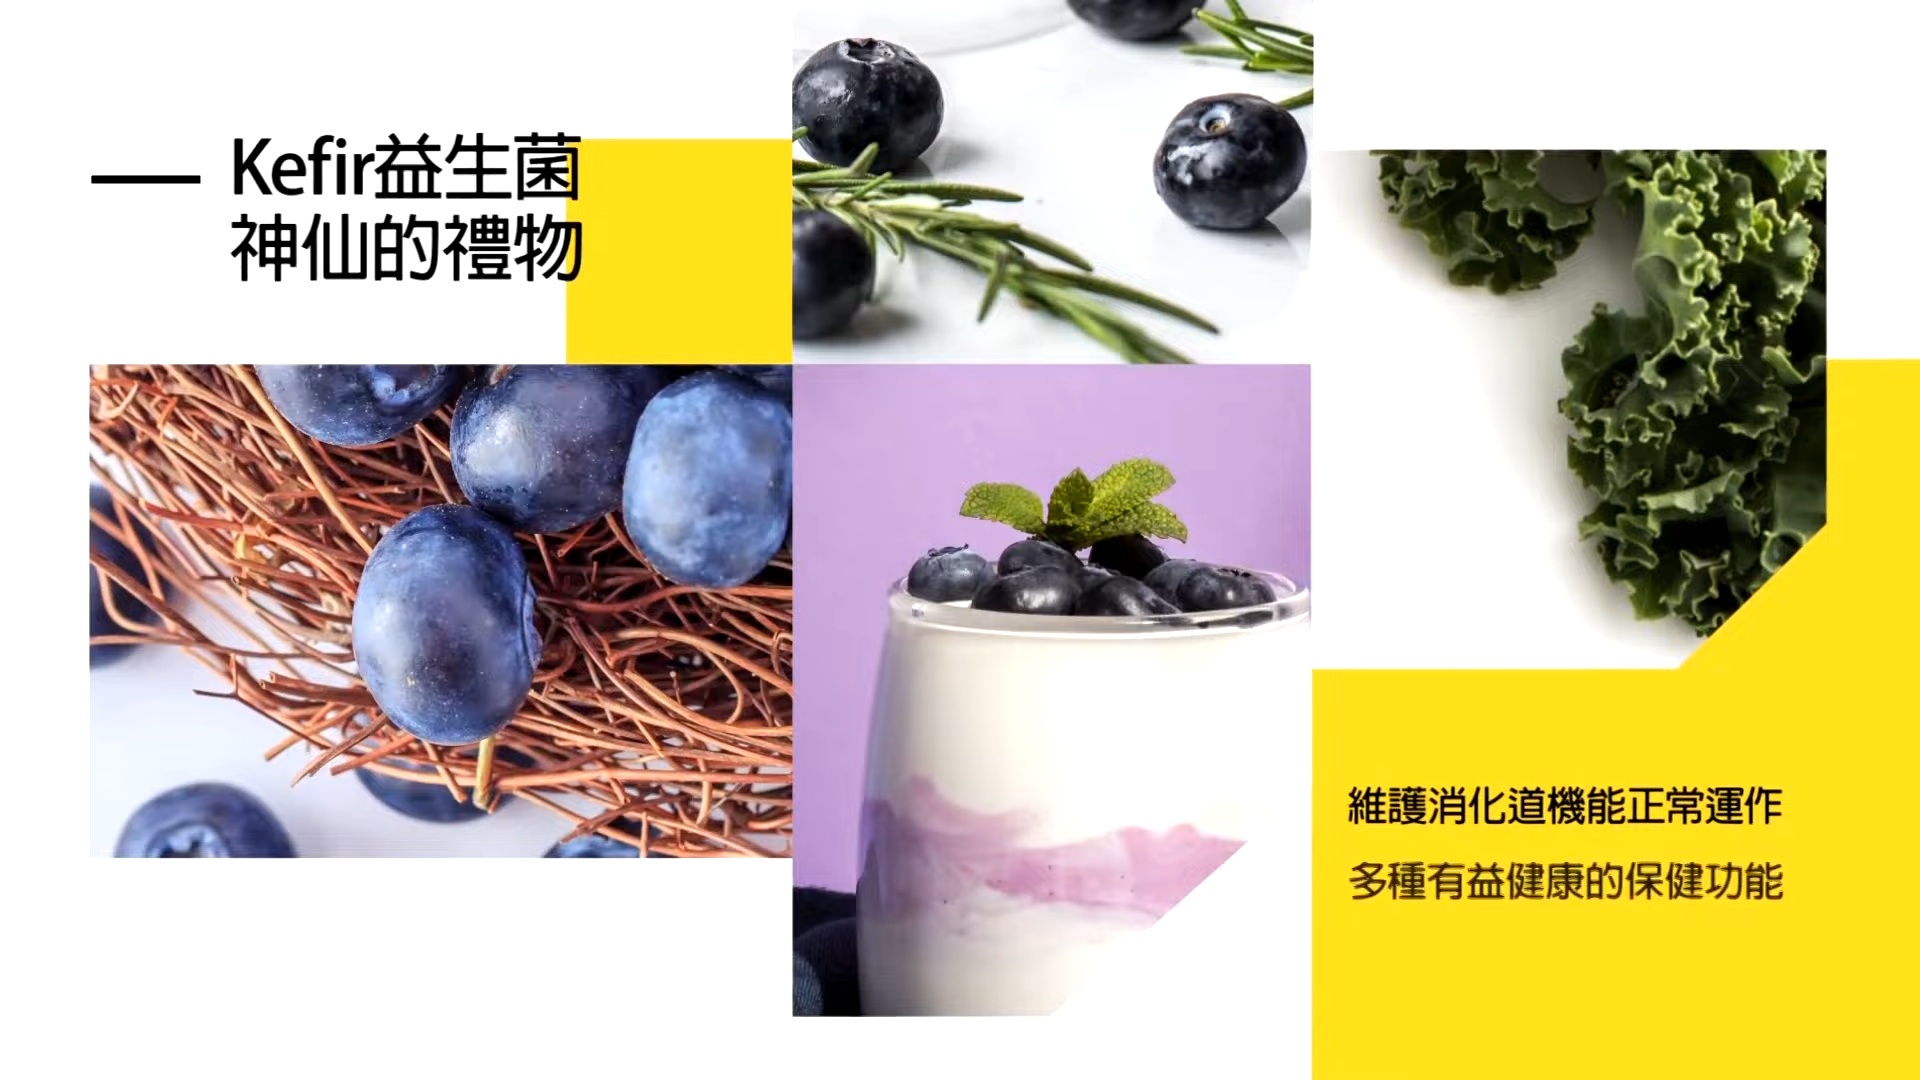 Kefir益生菌
神仙的禮物
維護消化道機能正常運作
多種有益健康的保健功能